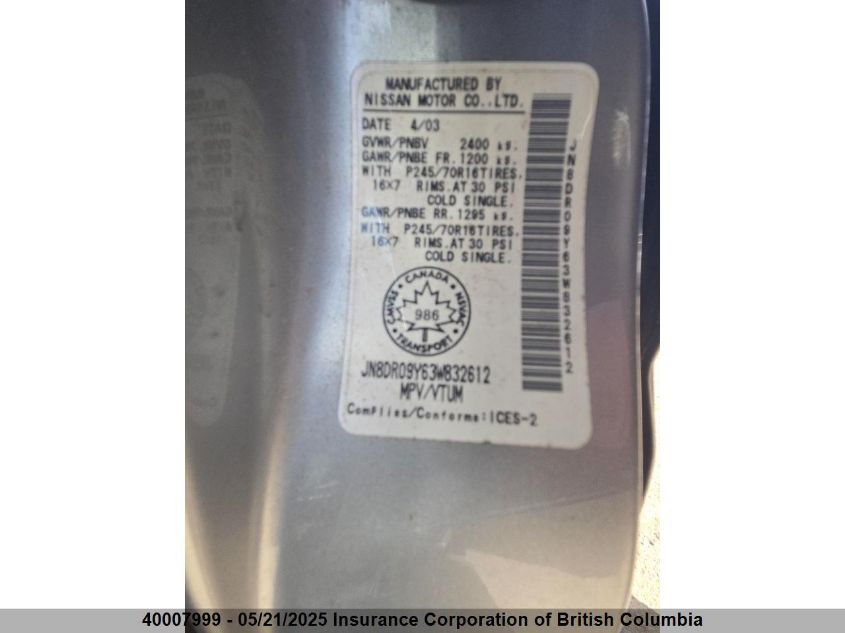 MANUFACTURED BY
NISSAN MOTOR CO.,LTD.
DATE 4/03
GVWR/PNBV 2400 kg.
GAWR/PNBE FR.1200 kg.
WITH P245/70R16TIRES.
16X7 RIMS.AT 30 PSI
COLD SINGLE.
GAWR/PNBE RR.1295 kg.
WITH P245/70R16TIRES.
16X7 RIMS.AT 30 PSI
COLD SINGLE.
CANADA
CMVSS
NSVAC
986
TRANSPORT
JN8DR09Y63W832612
MPV/VTUM
Complies/Conforme:ICES-2
JN8DR09Y63W832612
40007999 - 05/21/2025 Insurance Corporation of British Columbia